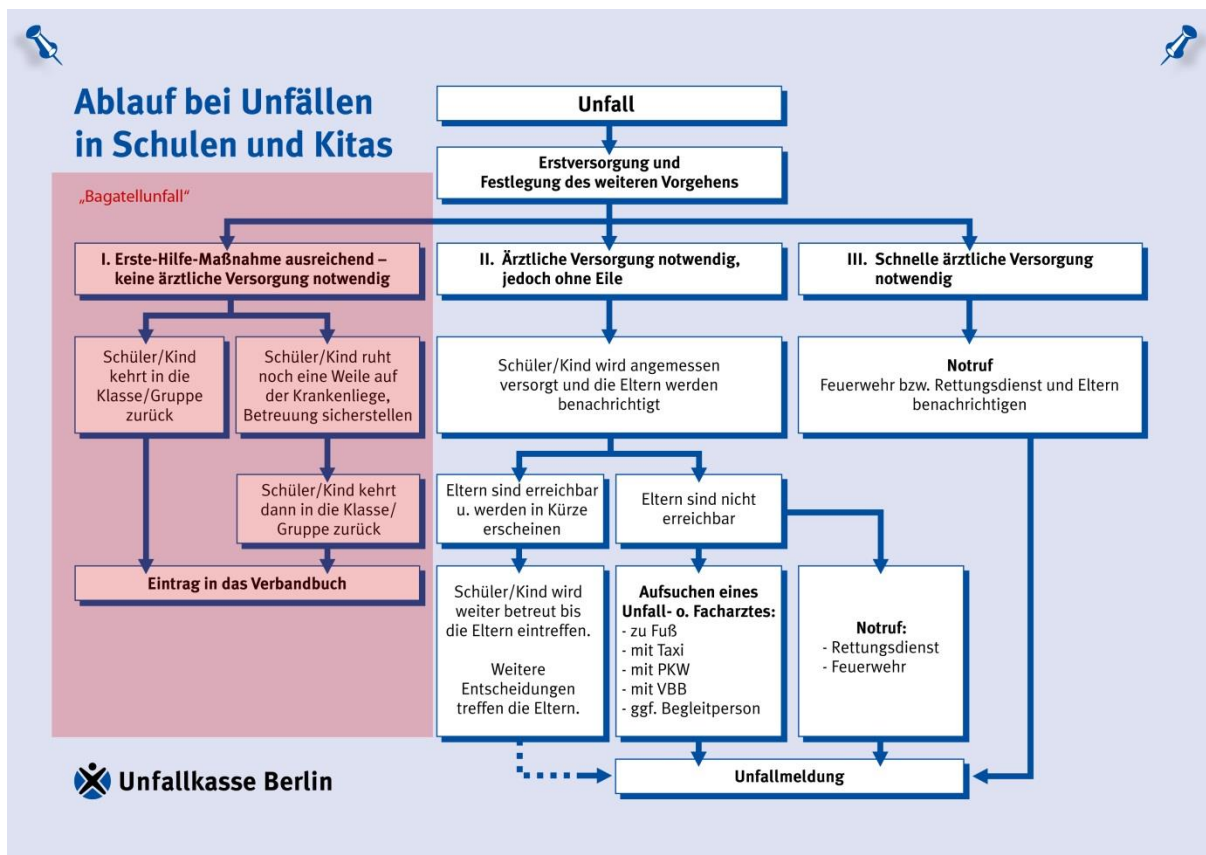 Ablauf bei Unfällen
in Schulen und Kitas
Unfall
Erstversorgung und
Festlegung des weiteren Vorgehens
„Bagatellunfall“
I. Erste-Hilfe-Maßnahme ausreichend –
keine ärztliche Versorgung notwendig
II. Ärztliche Versorgung notwendig,
jedoch ohne Eile
III. Schnelle ärztliche Versorgung
notwendig
Schüler/Kind
kehrt in die
Klasse/Gruppe
zurück
Schüler/Kind ruht
noch eine Weile auf
der Krankenliege,
Betreuung sicherstellen
Schüler/Kind wird angemessen
versorgt und die Eltern werden
benachrichtigt
Notruf
Feuerwehr bzw. Rettungsdienst und Eltern
benachrichtigen
Schüler/Kind kehrt
dann in die Klasse/
Gruppe zurück
Eltern sind erreichbar
u. werden in Kürze
erscheinen
Eltern sind nicht
erreichbar
Eintrag in das Verbandbuch
Schüler/Kind wird
weiter betreut bis
die Eltern eintreffen.
Weitere
Entscheidungen
treffen die Eltern.
Aufsuchen eines
Unfall- o. Facharztes:
- zu Fuß
- mit Taxi
- mit PKW
- mit VBB
- ggf. Begleitperson
Notruf:
- Rettungsdienst
- Feuerwehr
Unfallmeldung
Unfallkasse Berlin